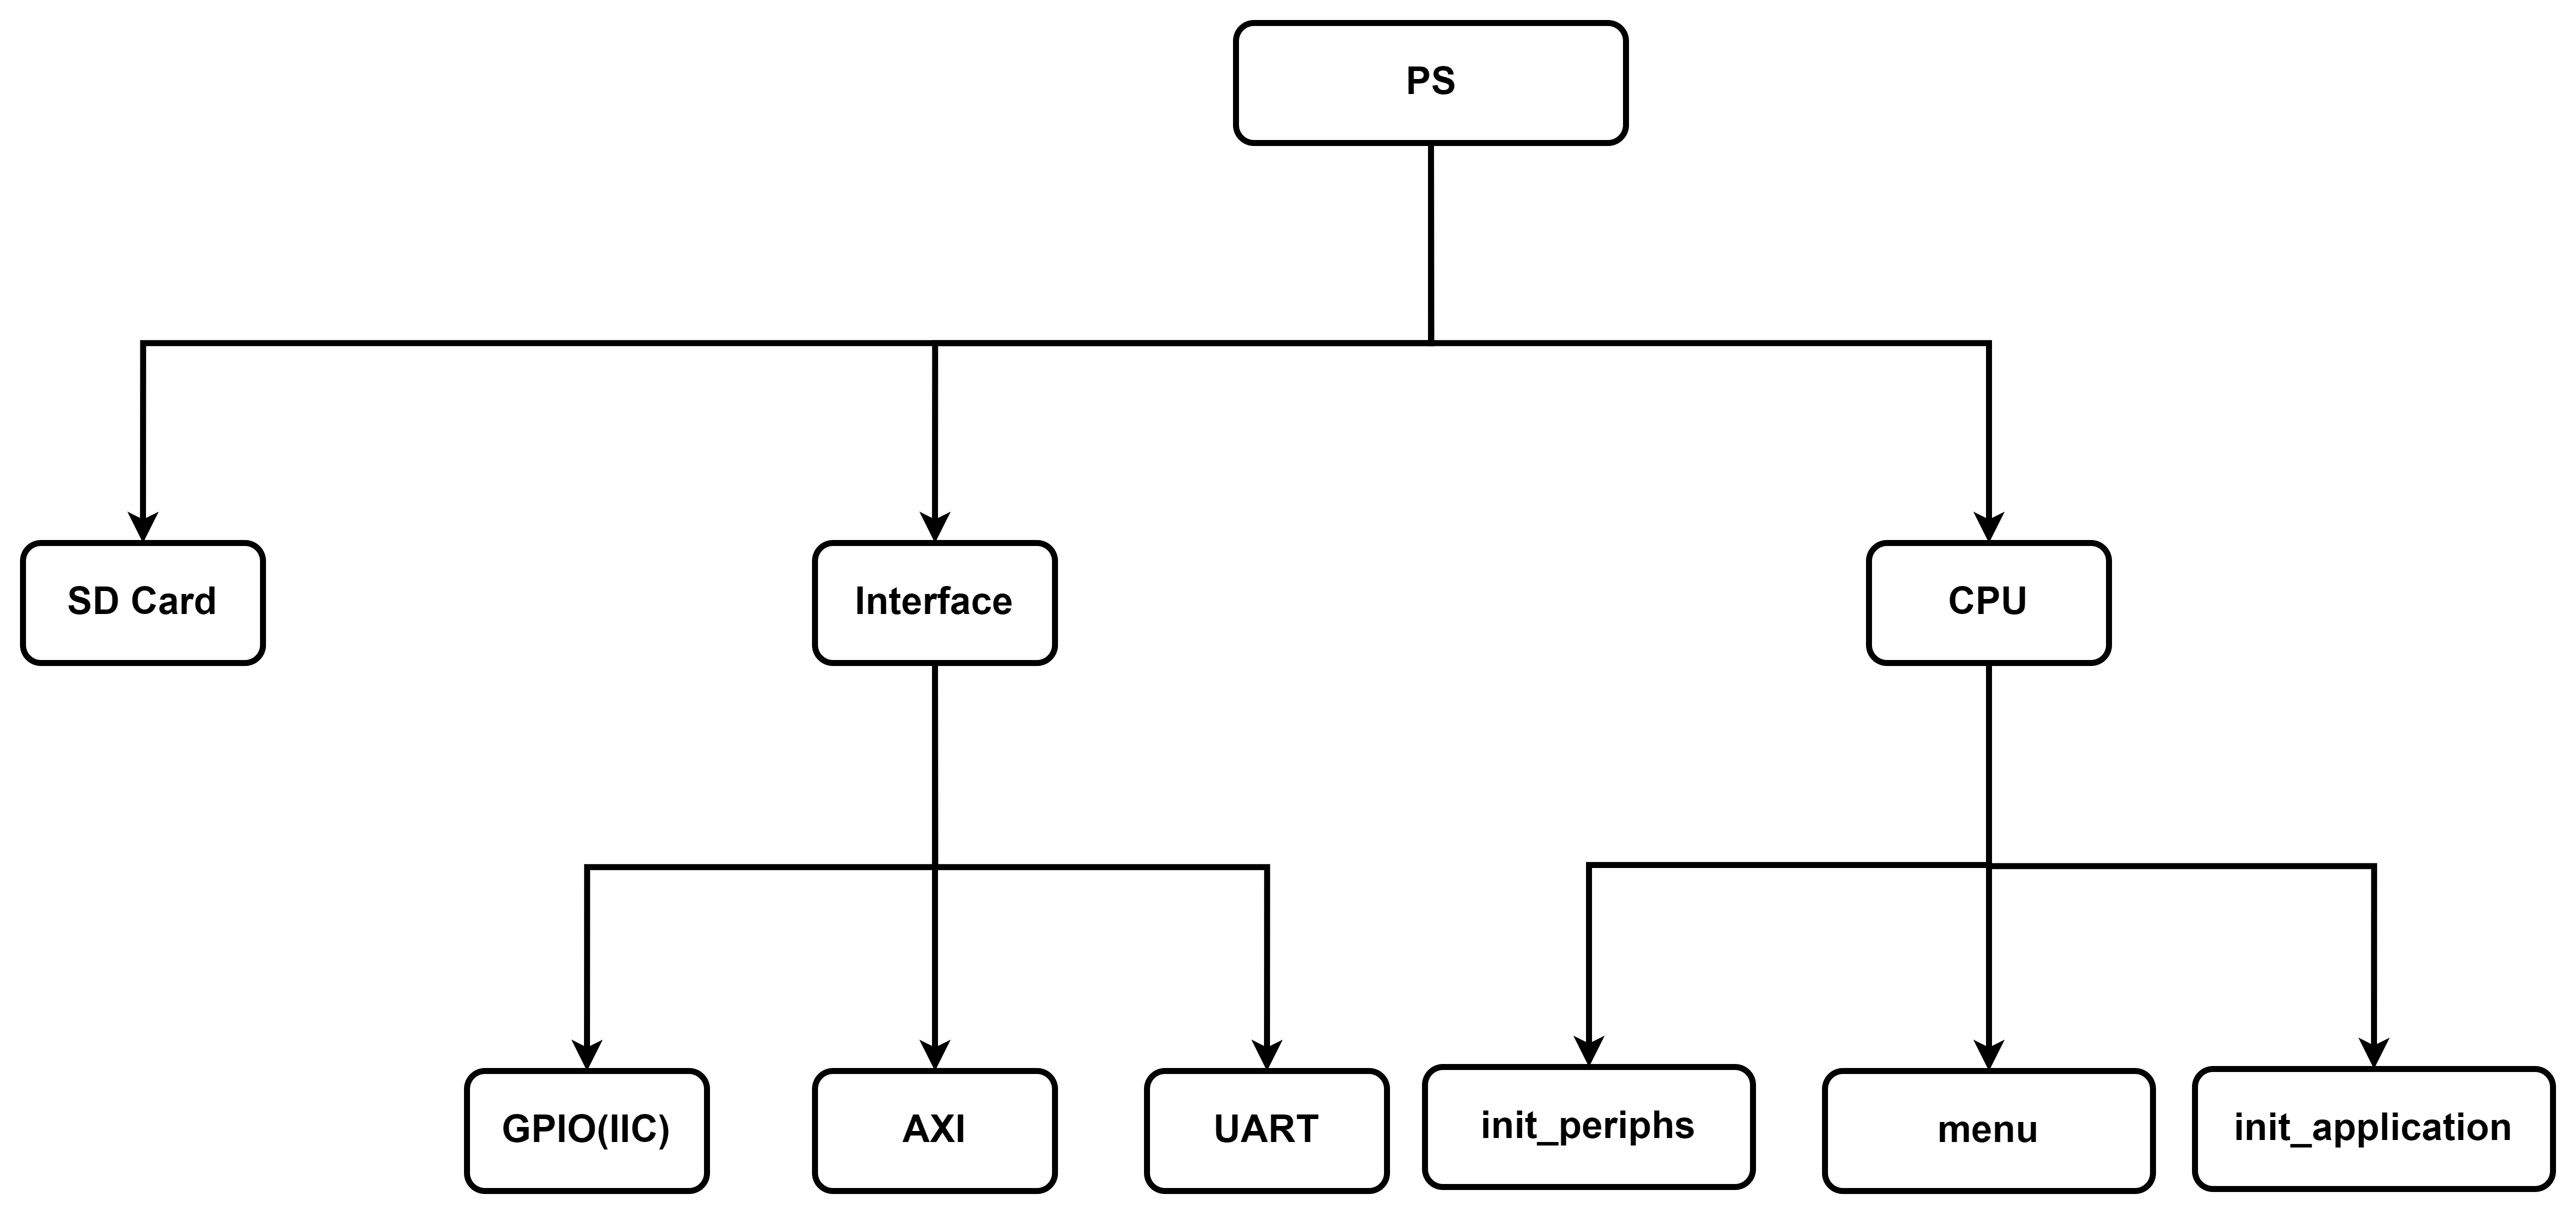 PS
SD Card
Interface
CPU
GPIO(IIC)
AXI
UART
init_periphs
menu
init_application